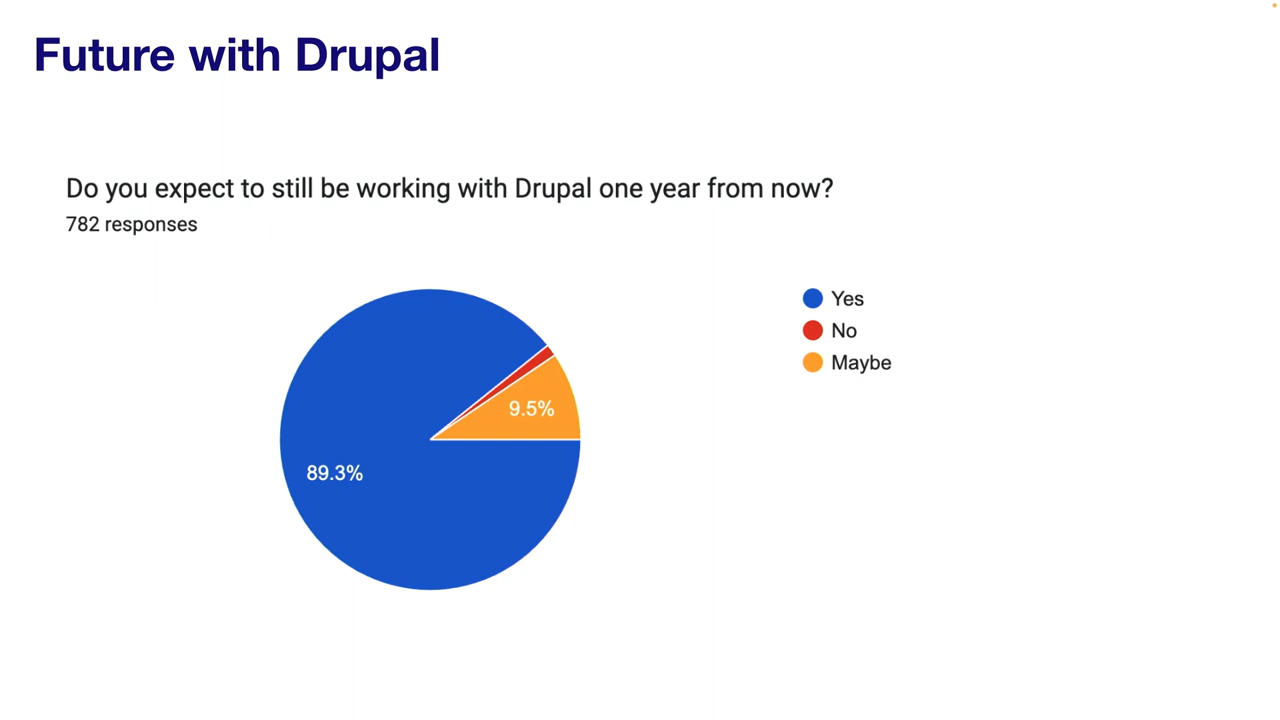 Future with Drupal
Do you expect to still be working with Drupal one year from now?
782 responses
Yes
No
Maybe
9.5%
89.3%